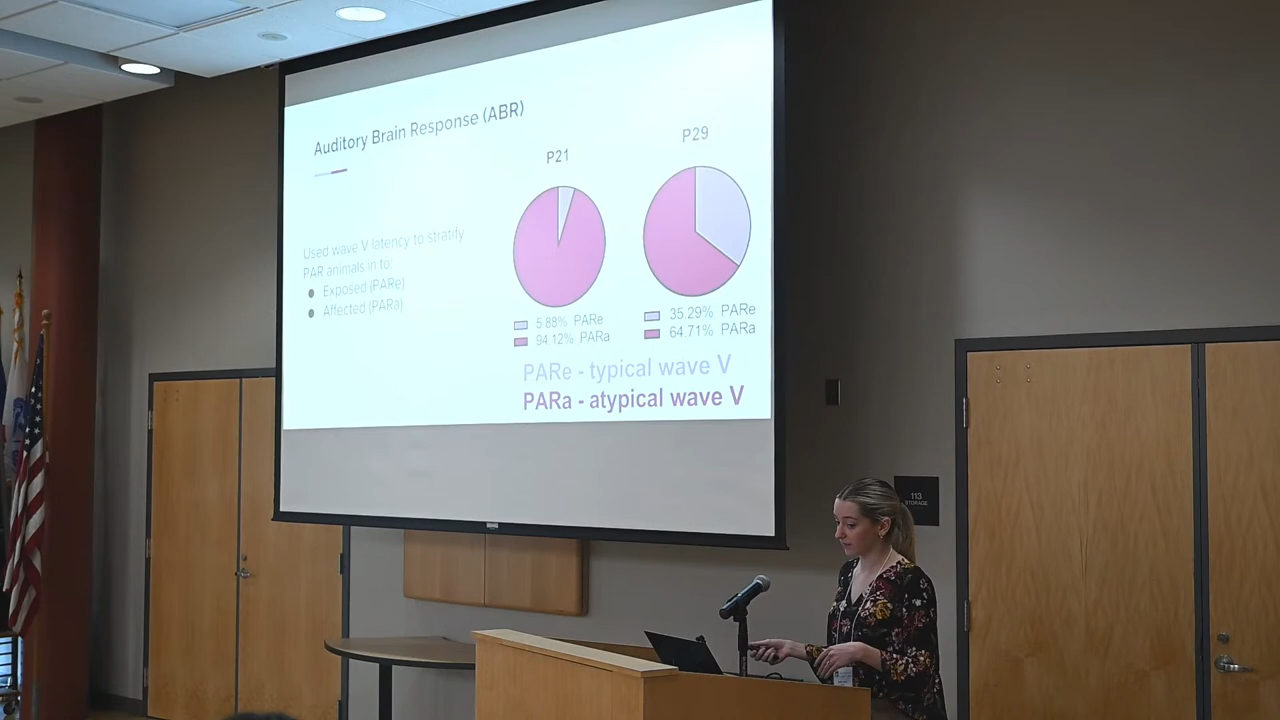 Auditory Brain Response (ABR)
Used wave V latency to stratify
PAR animals in to:
Exposed (PARe)
Affected (PARa)
P21
5.88% PARe
94.12% PARa
P29
35.29% PARe
64.71% PARa
PARe - typical wave V
PARa - atypical wave V
113
STORAGE